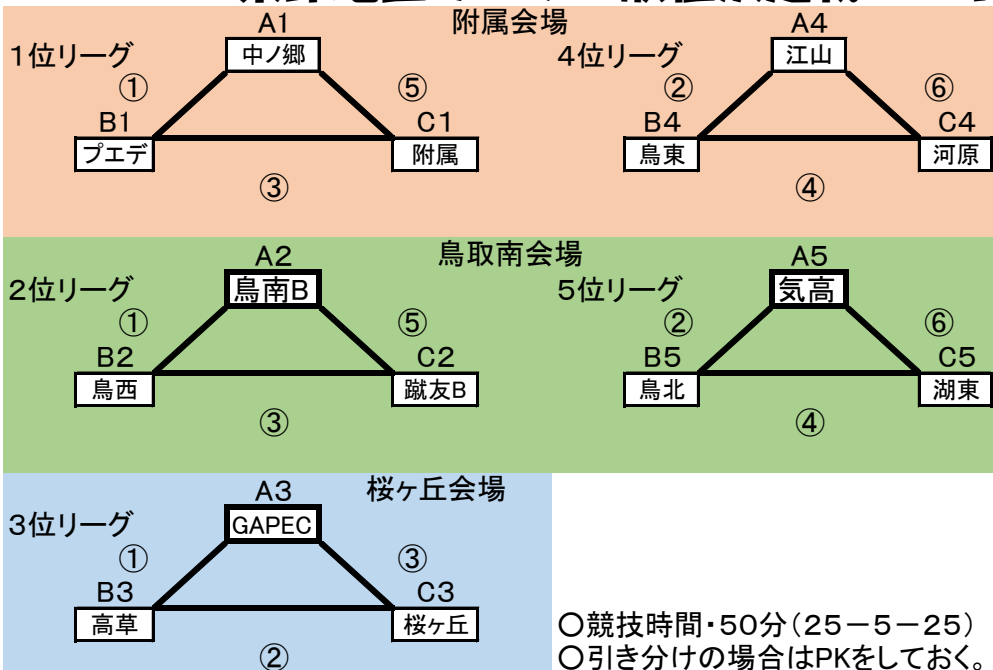 附属会場
1位リーグ
A1
中ノ郷
①
⑤
B1
プエデ
C1
附属
③
4位リーグ
A4
江山
②
⑥
B4
鳥東
C4
河原
④
鳥取南会場
2位リーグ
A2
鳥南B
①
⑤
B2
鳥西
C2
蹴友B
③
5位リーグ
A5
気高
②
⑥
B5
鳥北
C5
湖東
④
桜ヶ丘会場
3位リーグ
A3
GAPEC
①
③
B3
高草
C3
桜ヶ丘
②
〇競技時間・50分（25－5－25）
〇引き分けの場合はPKをしておく。